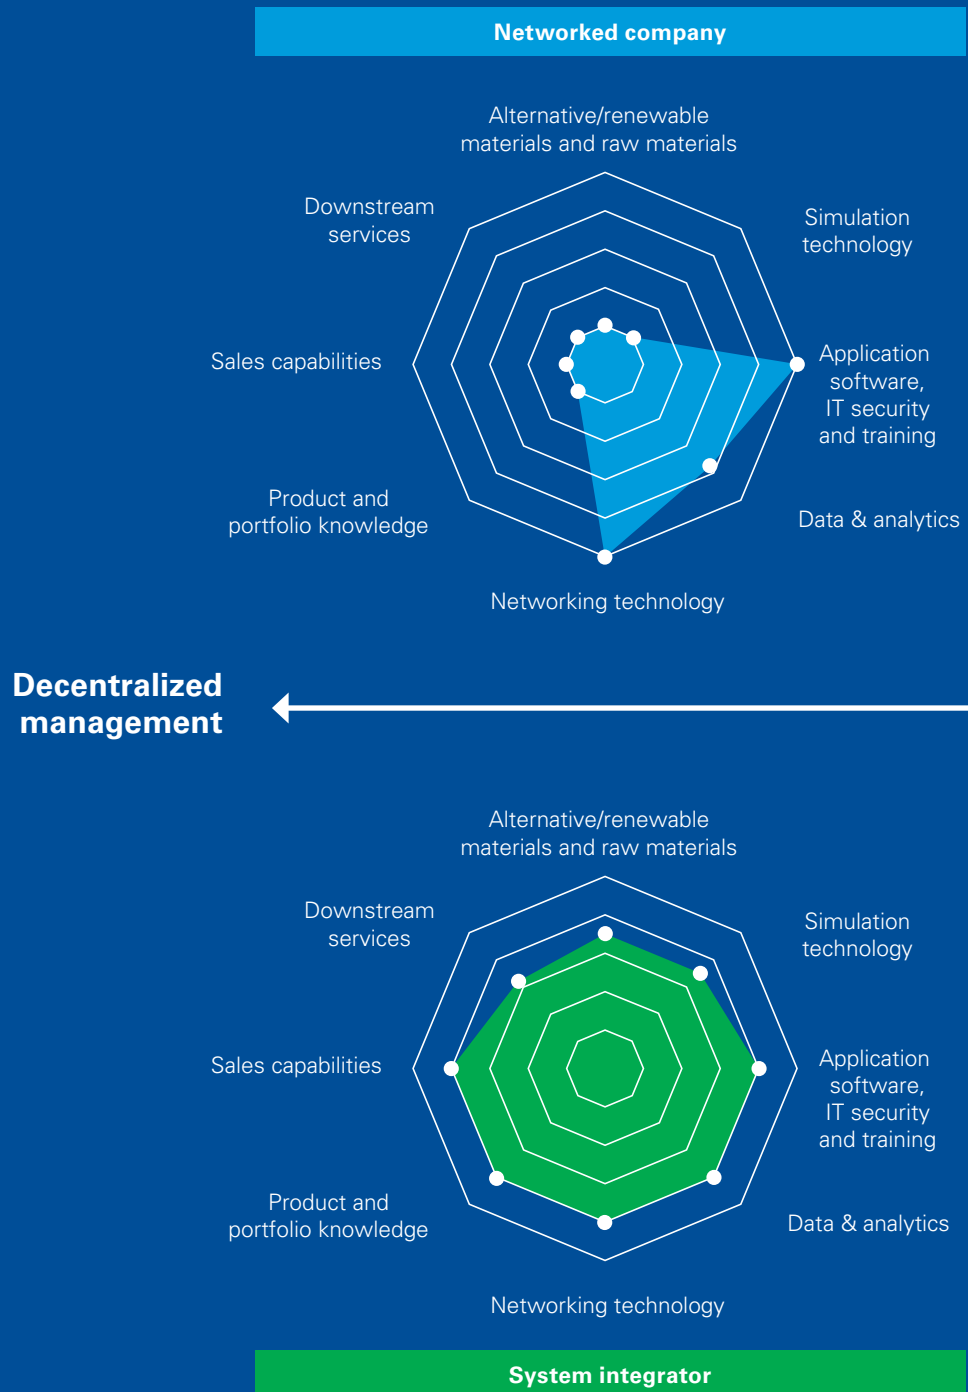 Networked company
Alternative/renewable
materials and raw materials
Downstream
services
Simulation
technology
Sales capabilities
Application
software,
IT security
and training
Product and
portfolio knowledge
Data & analytics
Networking technology
Decentralized
management
Alternative/renewable
materials and raw materials
Downstream
services
Simulation
technology
Sales capabilities
Application
software,
IT security
and training
Product and
portfolio knowledge
Data & analytics
Networking technology
System integrator